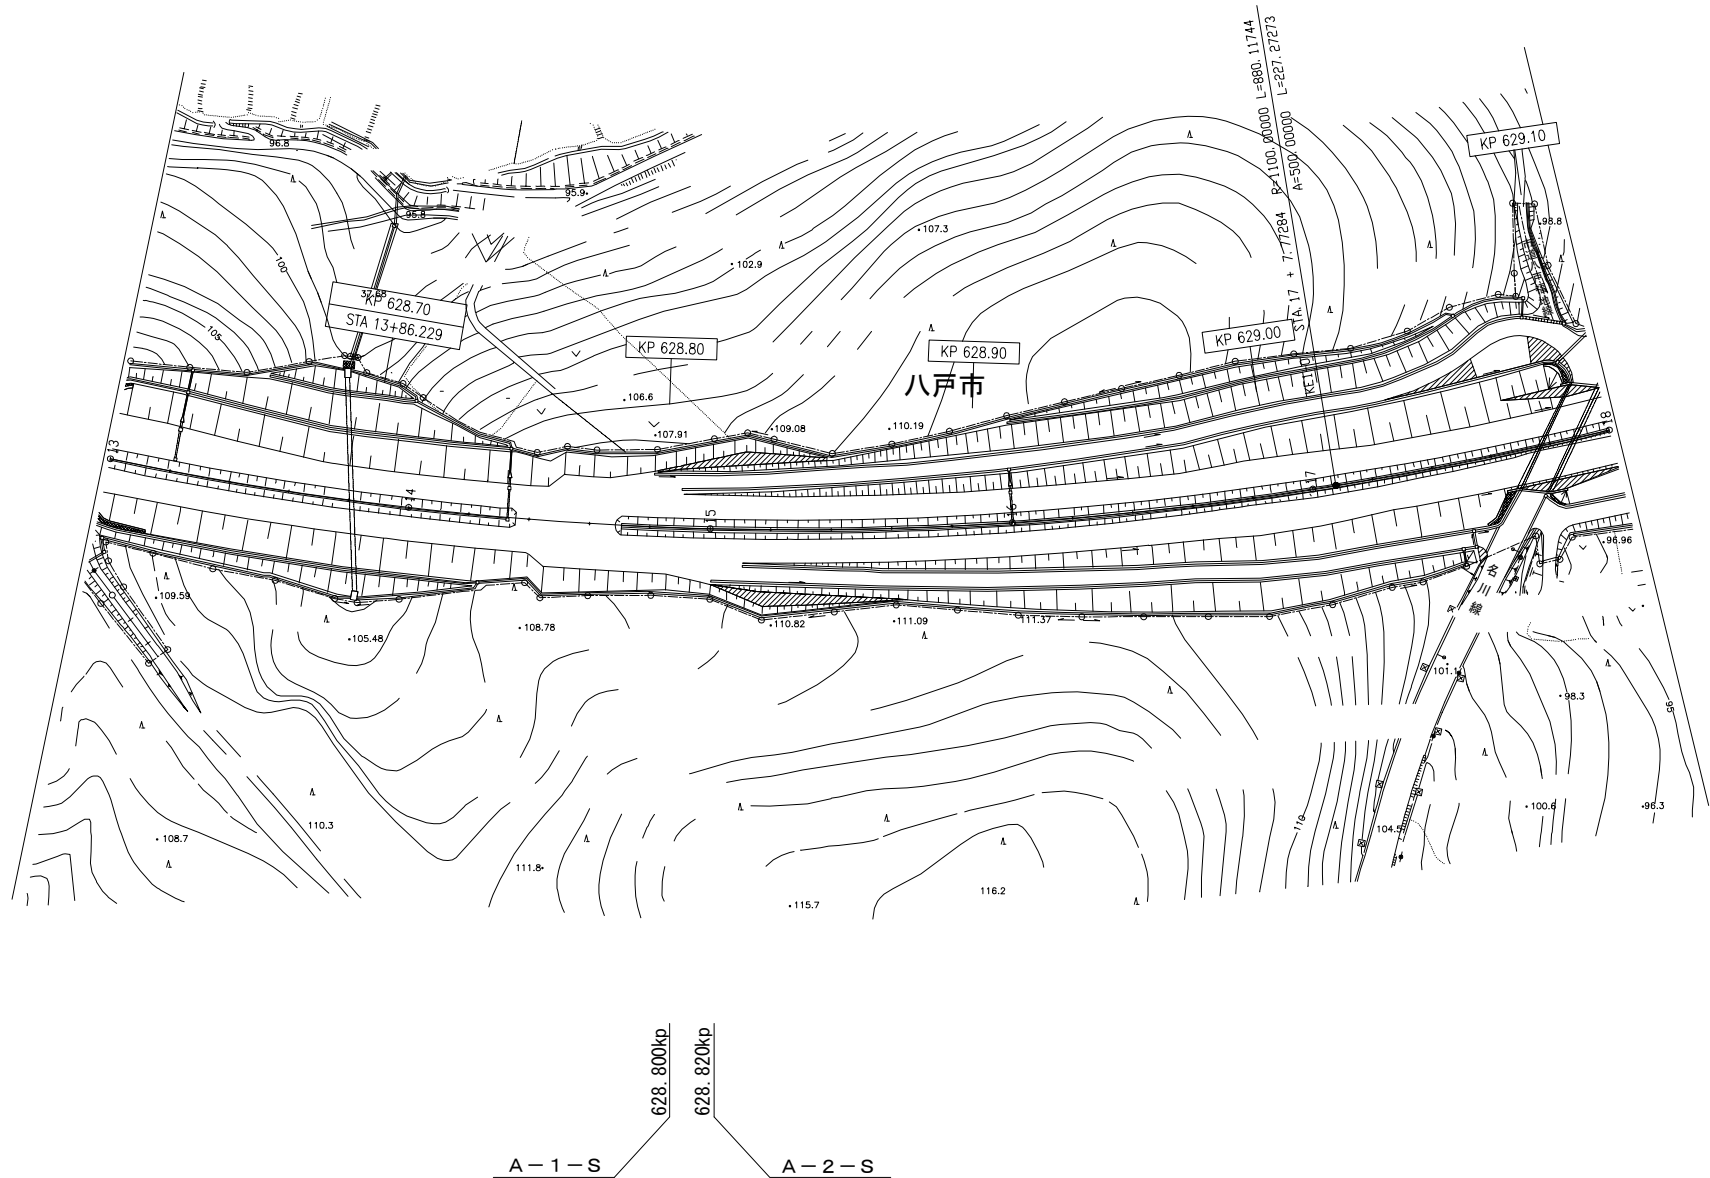 R=1100.00000 L=880.11744
A=500.00000 L=227.27273
KP 629.10
96.8
95.9
95.8
98.8
107.3
102.9
100
105
37.68
KP 628.70
STA 13+86.229
KP 628.80
KP 628.90
KP 629.00
STA 17 + 7.77284
八戸市
106.6
107.91
109.08
110.19
13
14
15
16
17
18
96.96
名川線
109.59
105.48
108.78
110.82
111.09
111.37
101.1
98.3
95
108.7
110.3
111.8
115.7
116.2
110
104.5
100.6
96.3
628.800kp
628.820kp
A-1-S
A-2-S